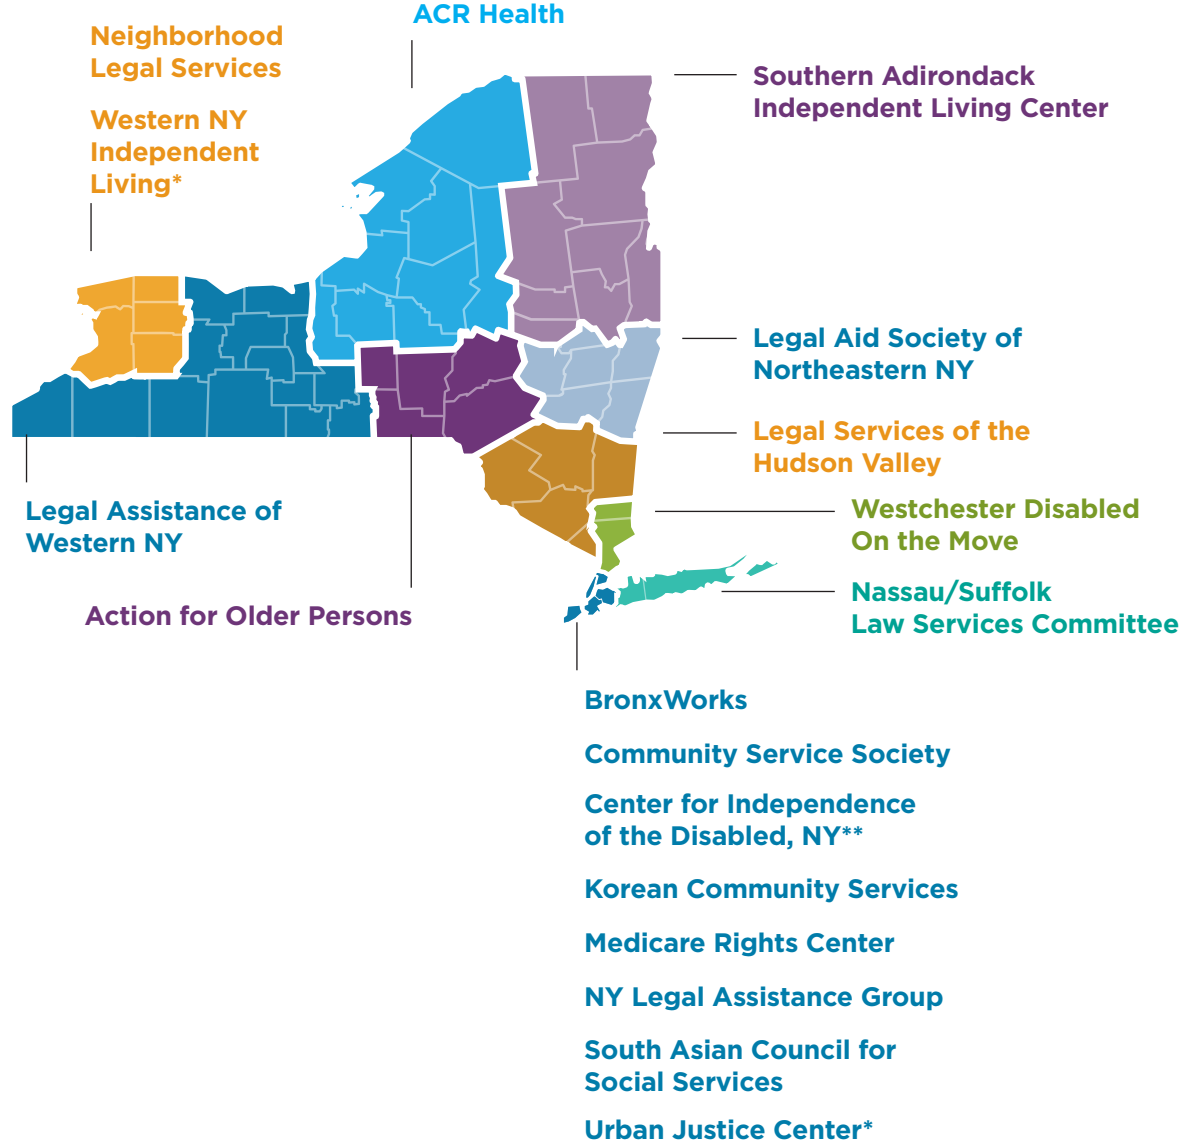 ACR Health
Neighborhood
Legal Services
Western NY
Independent
Living*
Southern Adirondack
Independent Living Center
Legal Aid Society of
Northeastern NY
Legal Services of the
Hudson Valley
Legal Assistance of
Western NY
Westchester Disabled
On the Move
Action for Older Persons
Nassau/Suffolk
Law Services Committee
BronxWorks
Community Service Society
Center for Independence
of the Disabled, NY**
Korean Community Services
Medicare Rights Center
NY Legal Assistance Group
South Asian Council for
Social Services
Urban Justice Center*